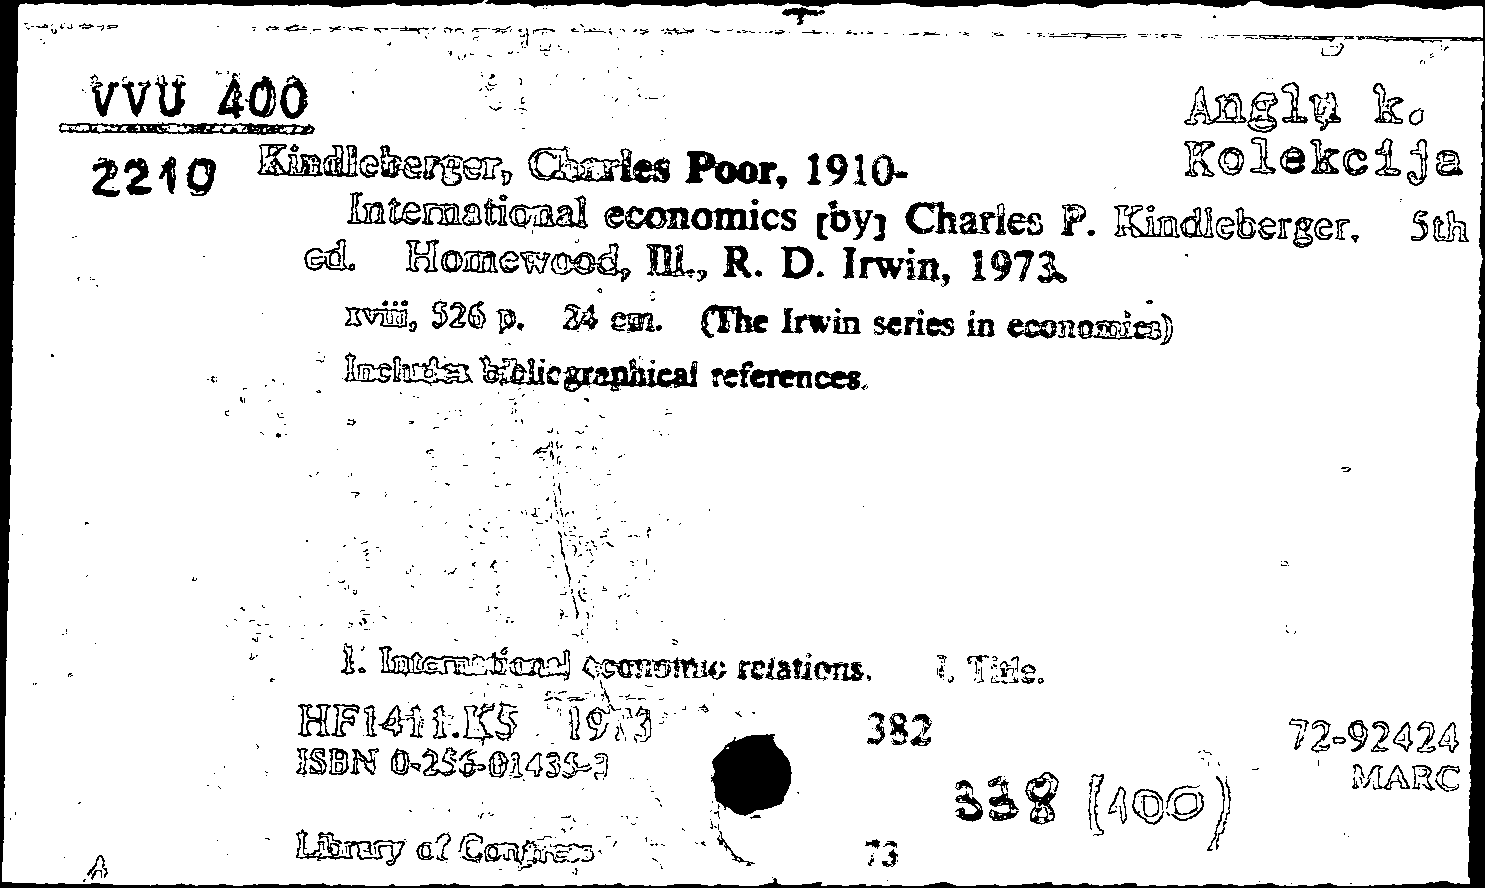 VVU 400
Anglų k.
Kolekcija
2210 Kindleberger, Charles Poor, 1910-
International economics [by] Charles P. Kindleberger. 5th
ed. Homewood, Ill., R. D. Irwin, 1973.
xviii, 526 p. 24 cm. (The Irwin series in economics)
Includes bibliographical references.
1. International economic relations. I. Title.
HF1411.K5 1973 382 72-92424
ISBN 0-256-01435-3 MARC
338 (100)
Library of Congress 73